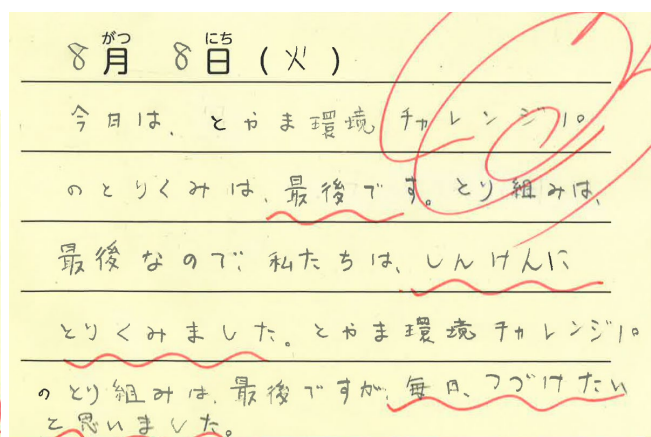 8月8日(火)
がつ にち
今日は、とやま環境チャレンジ10
のとりくみは、最後です。とり組みは、
最後なので、私たちは、しんけんに
とりくみました。とやま環境チャレンジ10
のとり組みは、最後ですが、毎日、つづけたい
と思いました。